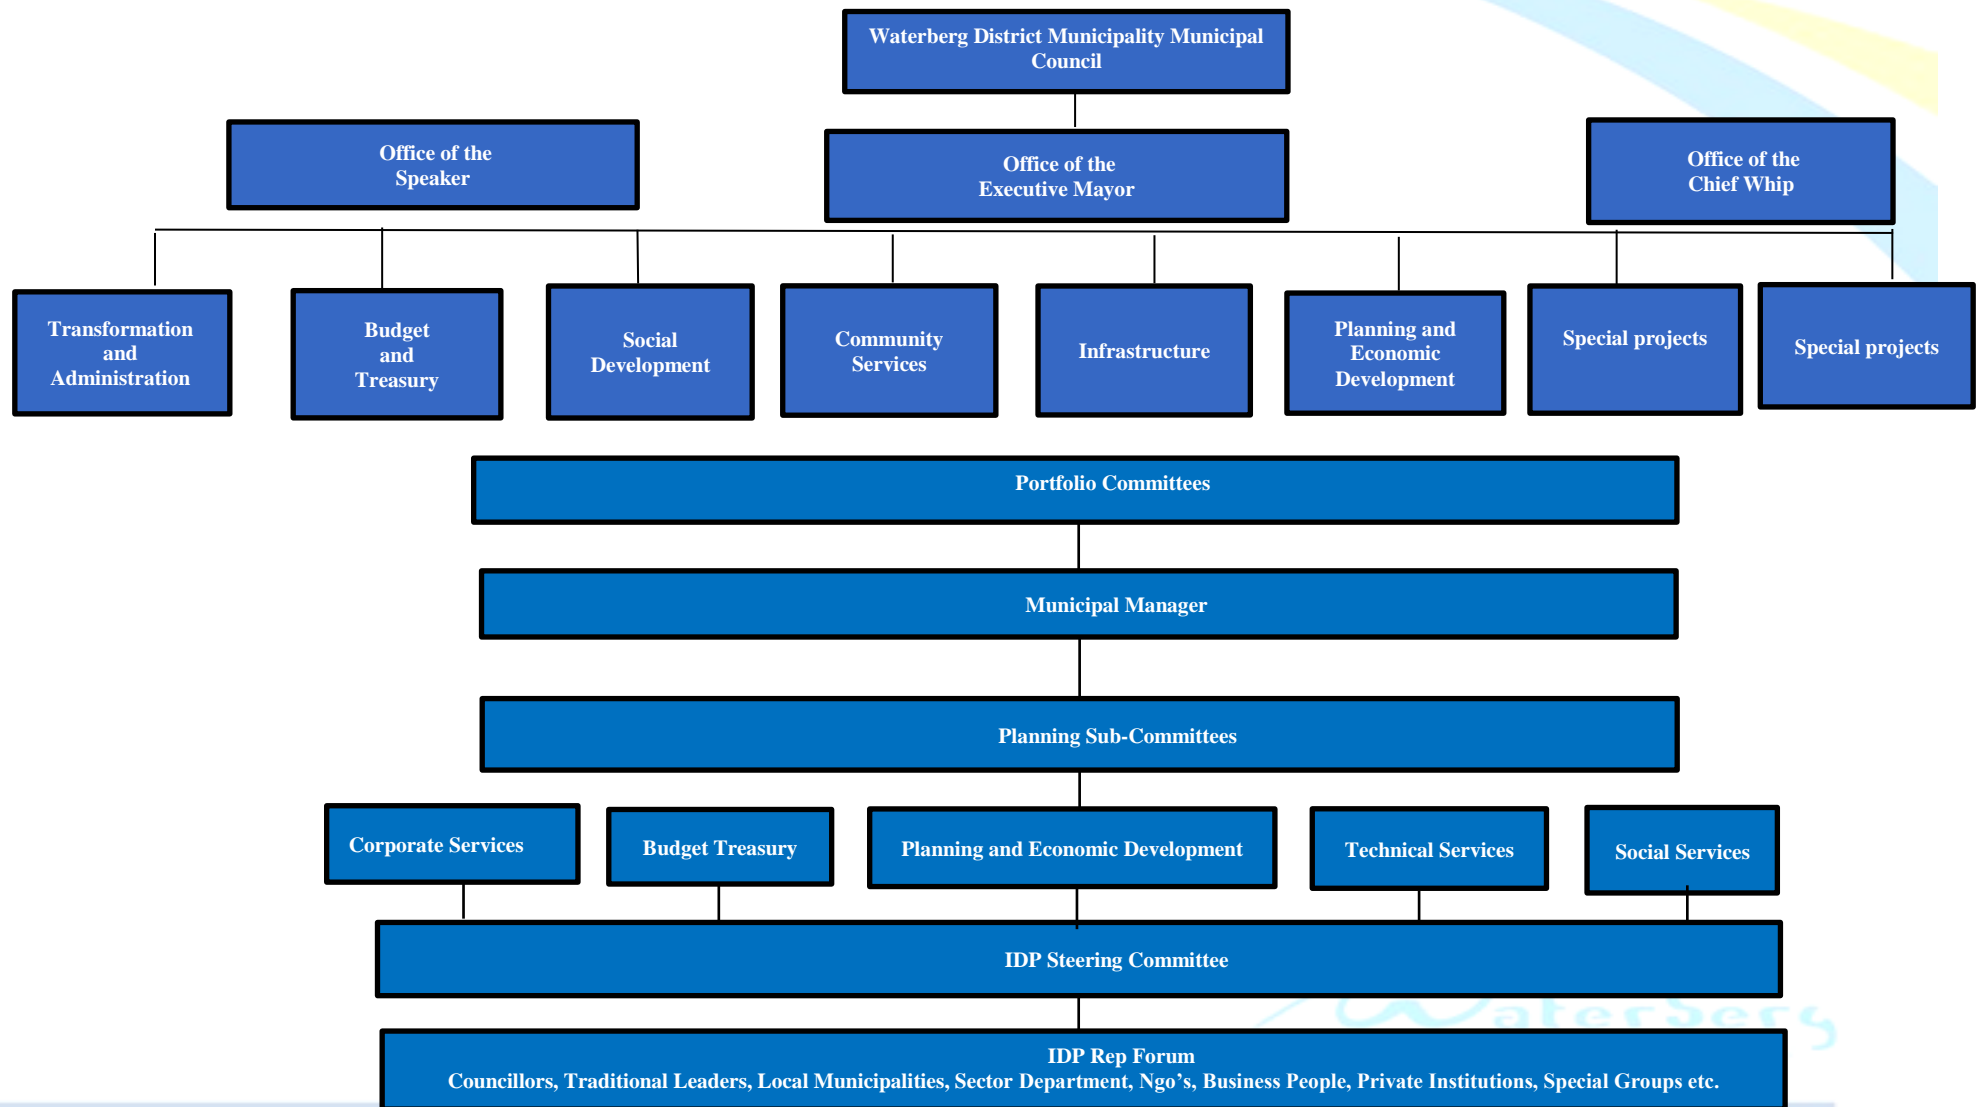 Waterberg District Municipality Municipal
Council
Office of the
Speaker
Office of the
Executive Mayor
Office of the
Chief Whip
Transformation
and
Administration
Budget
and
Treasury
Social
Development
Community
Services
Infrastructure
Planning and
Economic
Development
Special projects
Special projects
Portfolio Committees
Municipal Manager
Planning Sub-Committees
Corporate Services
Budget Treasury
Planning and Economic Development
Technical Services
Social Services
IDP Steering Committee
Waterberg
IDP Rep Forum
Councillors, Traditional Leaders, Local Municipalities, Sector Department, Ngo’s, Business People, Private Institutions, Special Groups etc.